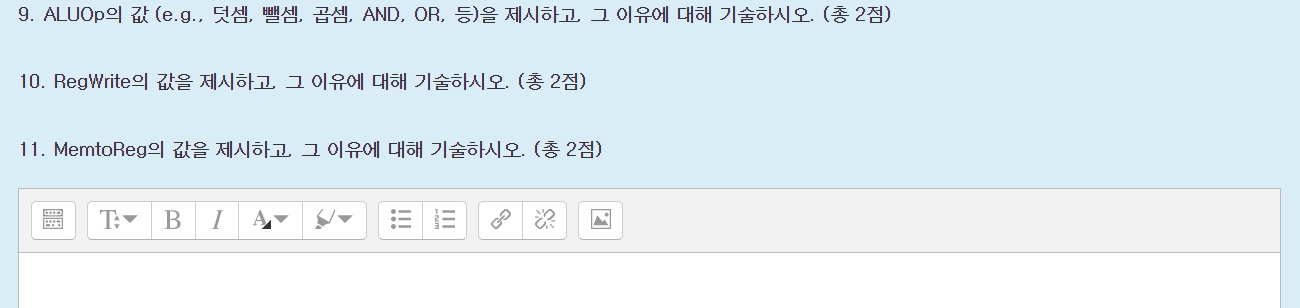 9. ALUOp의 값 (e.g., 덧셈, 뺄셈, 곱셈, AND, OR, 등)을 제시하고, 그 이유에 대해 기술하시오. (총 2점)
10. RegWrite의 값을 제시하고, 그 이유에 대해 기술하시오. (총 2점)
11. MemtoReg의 값을 제시하고, 그 이유에 대해 기술하시오. (총 2점)